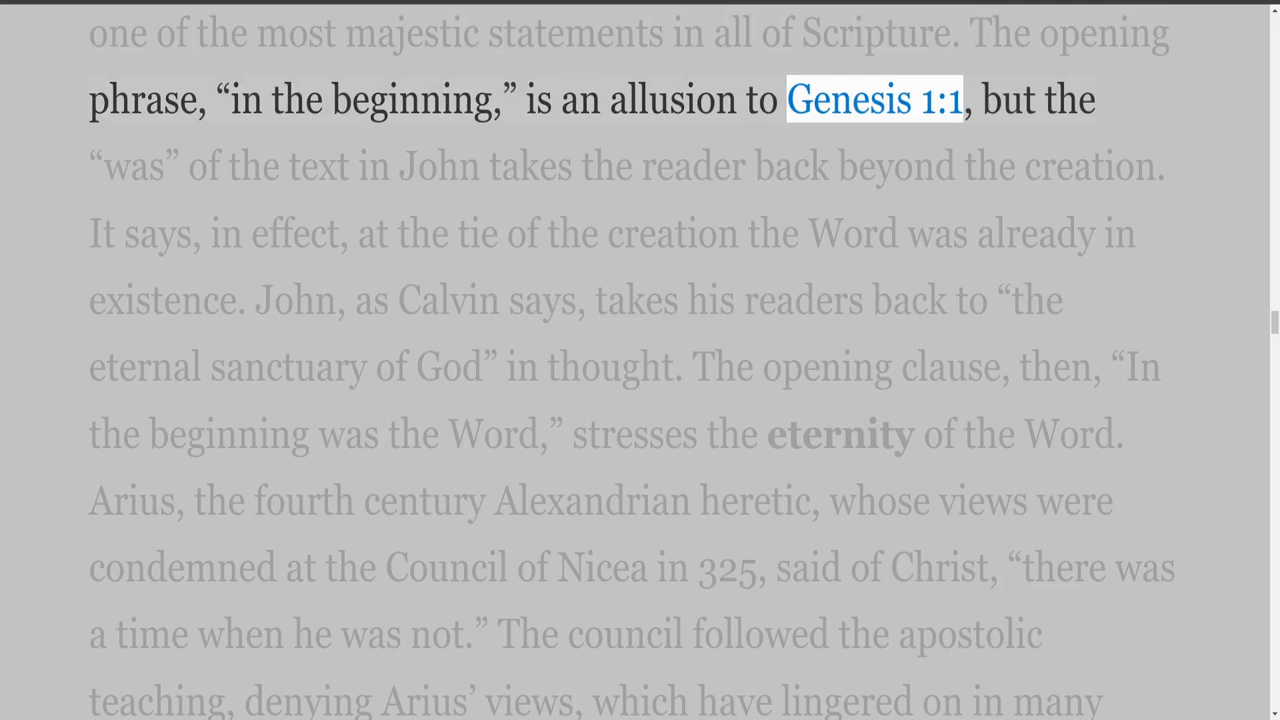 one of the most majestic statements in all of Scripture. The opening
phrase, “in the beginning,” is an allusion to Genesis 1:1, but the
“was” of the text in John takes the reader back beyond the creation.
It says, in effect, at the tie of the creation the Word was already in
existence. John, as Calvin says, takes his readers back to “the
eternal sanctuary of God” in thought. The opening clause, then, “In
the beginning was the Word,” stresses the eternity of the Word.
Arius, the fourth century Alexandrian heretic, whose views were
condemned at the Council of Nicea in 325, said of Christ, “there was
a time when he was not.” The council followed the apostolic
teaching, denying Arius’ views, which have lingered on in many